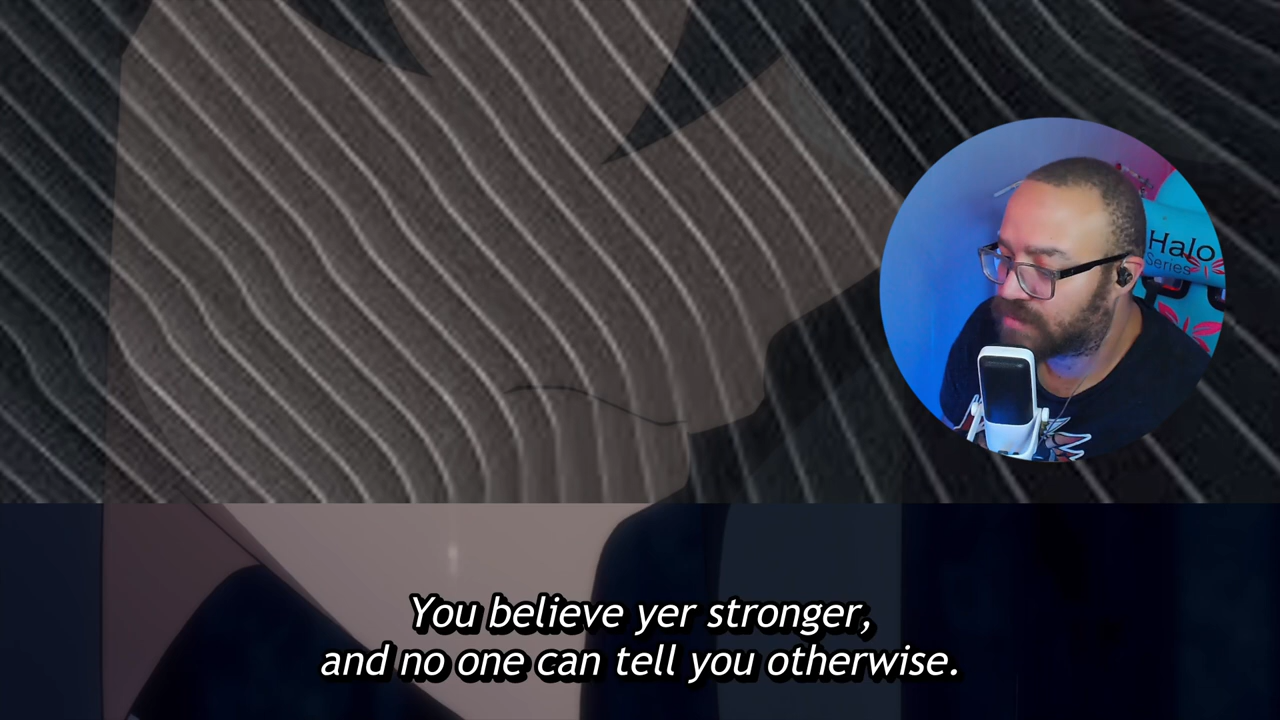 Halo
Series
You believe yer stronger,
and no one can tell you otherwise.